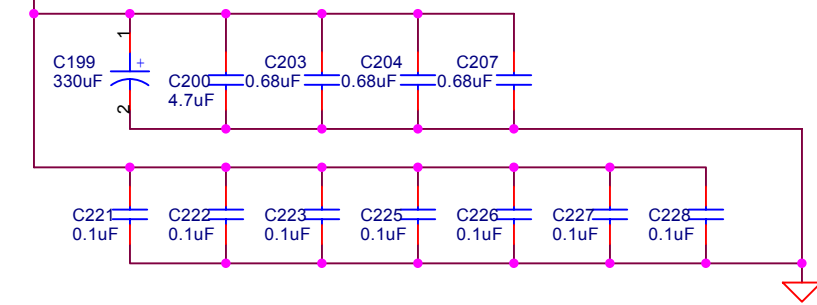 1
+
C199
330uF
2
C200
4.7uF
C203
0.68uF
C204
0.68uF
C207
0.68uF
C221
0.1uF
C222
0.1uF
C223
0.1uF
C225
0.1uF
C226
0.1uF
C227
0.1uF
C228
0.1uF